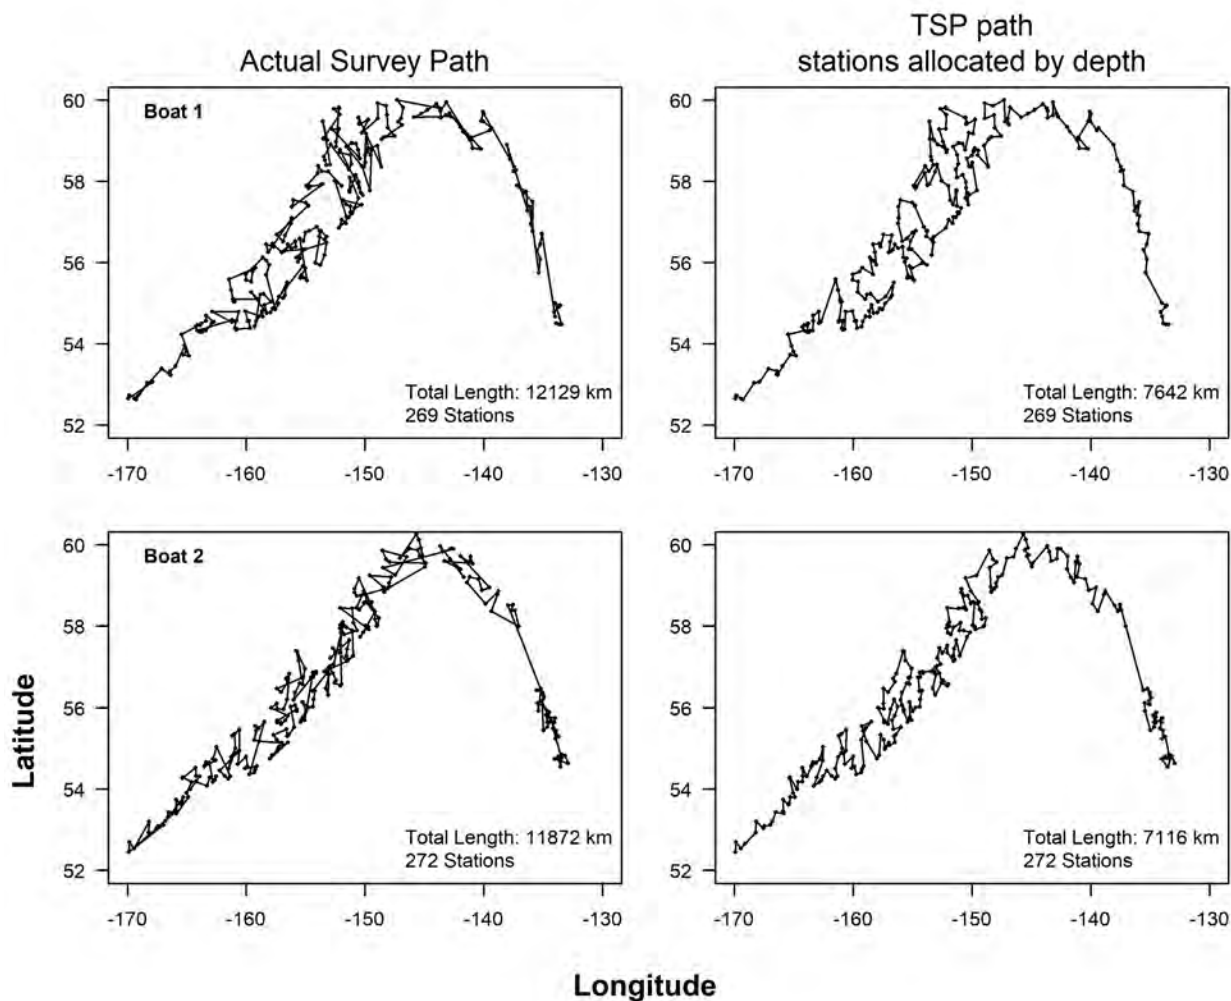 Actual Survey Path
TSP path
stations allocated by depth
60
58
56
54
52
Boat 1
Total Length: 12129 km
269 Stations
-170
-160
-150
-140
-130
60
58
56
54
52
Total Length: 7642 km
269 Stations
-170
-160
-150
-140
-130
60
58
56
54
52
Boat 2
Total Length: 11872 km
272 Stations
-170
-160
-150
-140
-130
60
58
56
54
52
Total Length: 7116 km
272 Stations
-170
-160
-150
-140
-130
Latitude
Longitude